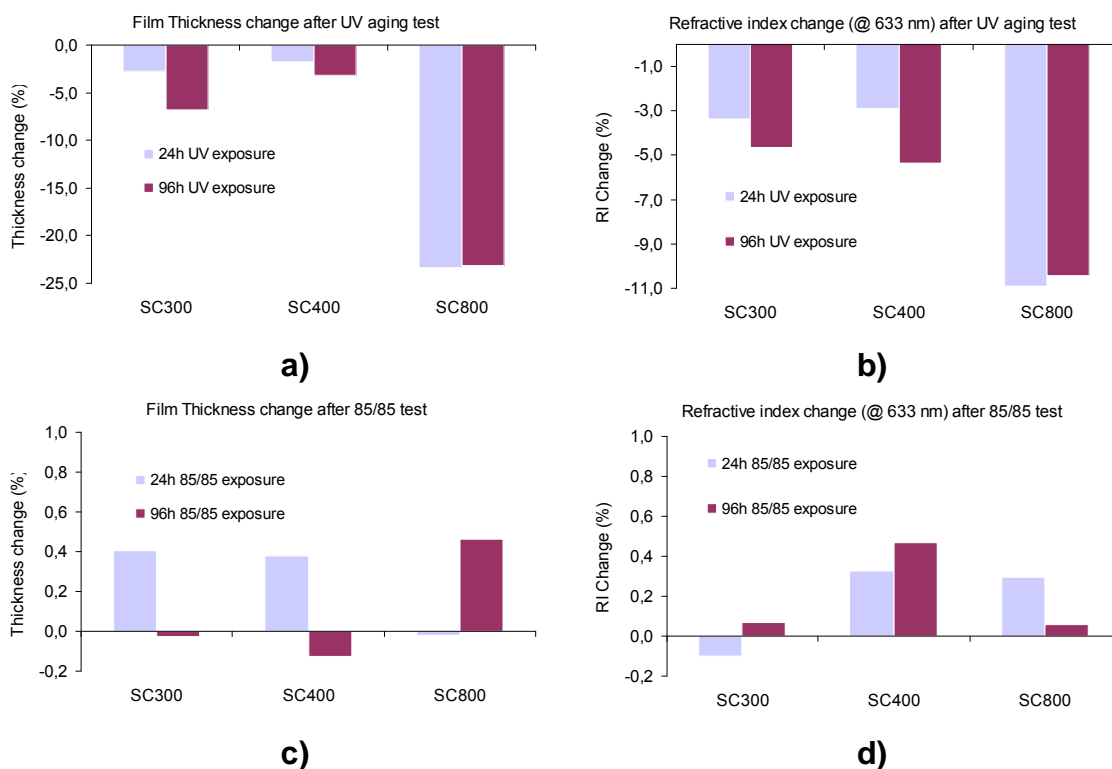 Film Thickness change after UV aging test
0,0
-5,0
-10,0
-15,0
-20,0
-25,0
Thickness change (%)
24h UV exposure
96h UV exposure
SC300 SC400 SC800
a)
Refractive index change (@ 633 nm) after UV aging test
-1,0
-3,0
-5,0
-7,0
-9,0
-11,0
RI Change (%)
24h UV exposure
96h UV exposure
SC300 SC400 SC800
b)
Film Thickness change after 85/85 test
1,0
0,8
0,6
0,4
0,2
0,0
-0,2
Thickness change (%)
24h 85/85 exposure
96h 85/85 exposure
SC300 SC400 SC800
c)
Refractive index change (@ 633 nm) after 85/85 test
1,0
0,8
0,6
0,4
0,2
0,0
-0,2
RI Change (%)
24h 85/85 exposure
96h 85/85 exposure
SC300 SC400 SC800
d)